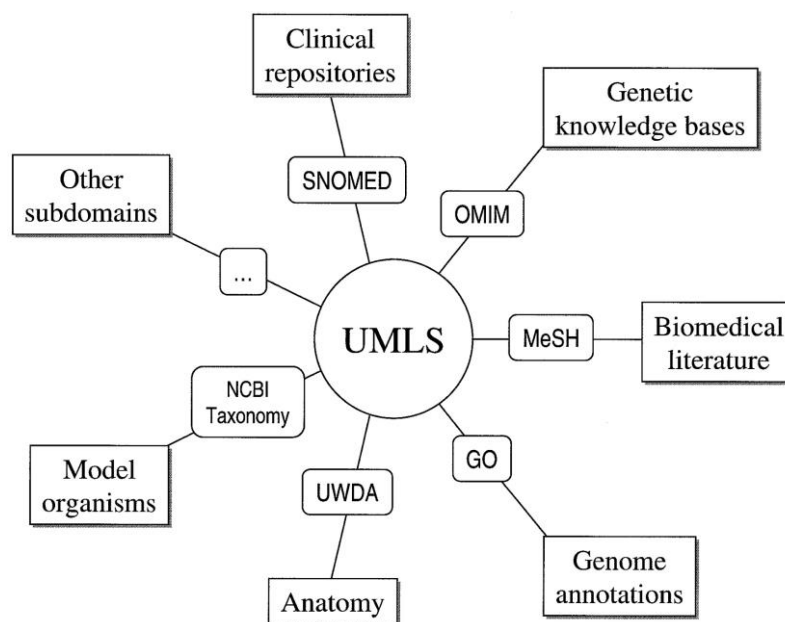 Clinical
repositories
Genetic
knowledge bases
SNOMED
OMIM
Other
subdomains
...
UMLS
MeSH
Biomedical
literature
NCBI
Taxonomy
GO
Model
organisms
UWDA
Genome
annotations
Anatomy